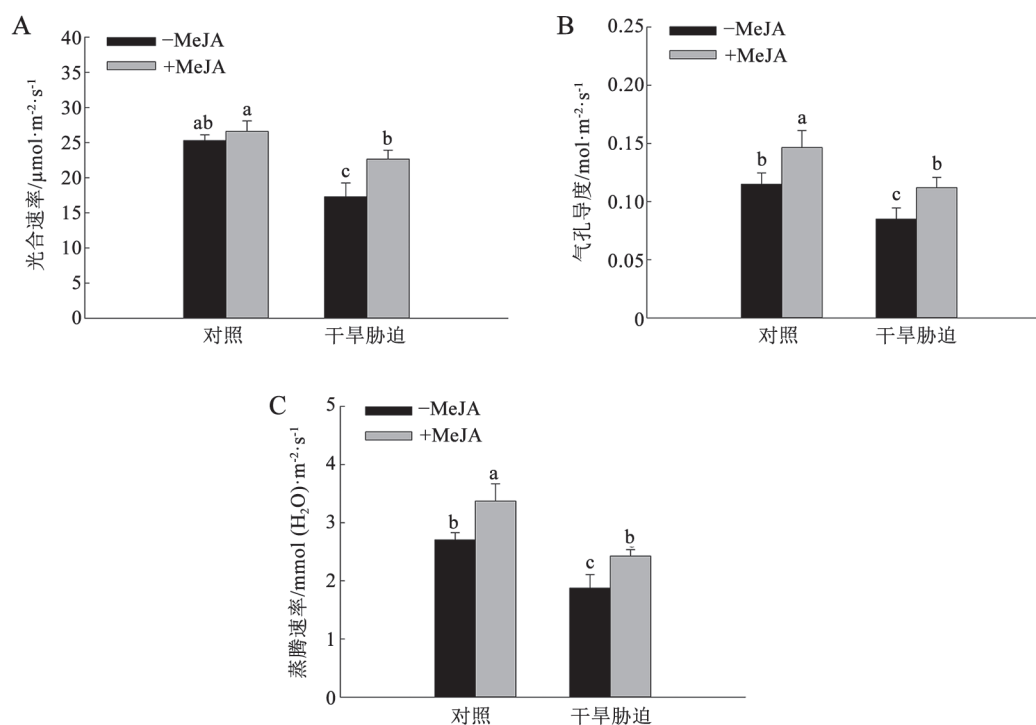 A
40
35
30
25
20
15
10
5
0
光合速率/μmol·m⁻²·s⁻¹
−MeJA
+MeJA
ab
a
c
b
对照
干旱胁迫
B
0.25
0.20
0.15
0.10
0.05
0
气孔导度/mol·m⁻²·s⁻¹
−MeJA
+MeJA
b
a
c
b
对照
干旱胁迫
C
5
4
3
2
1
0
蒸腾速率/mmol (H₂O)·m⁻²·s⁻¹
−MeJA
+MeJA
b
a
c
b
对照
干旱胁迫